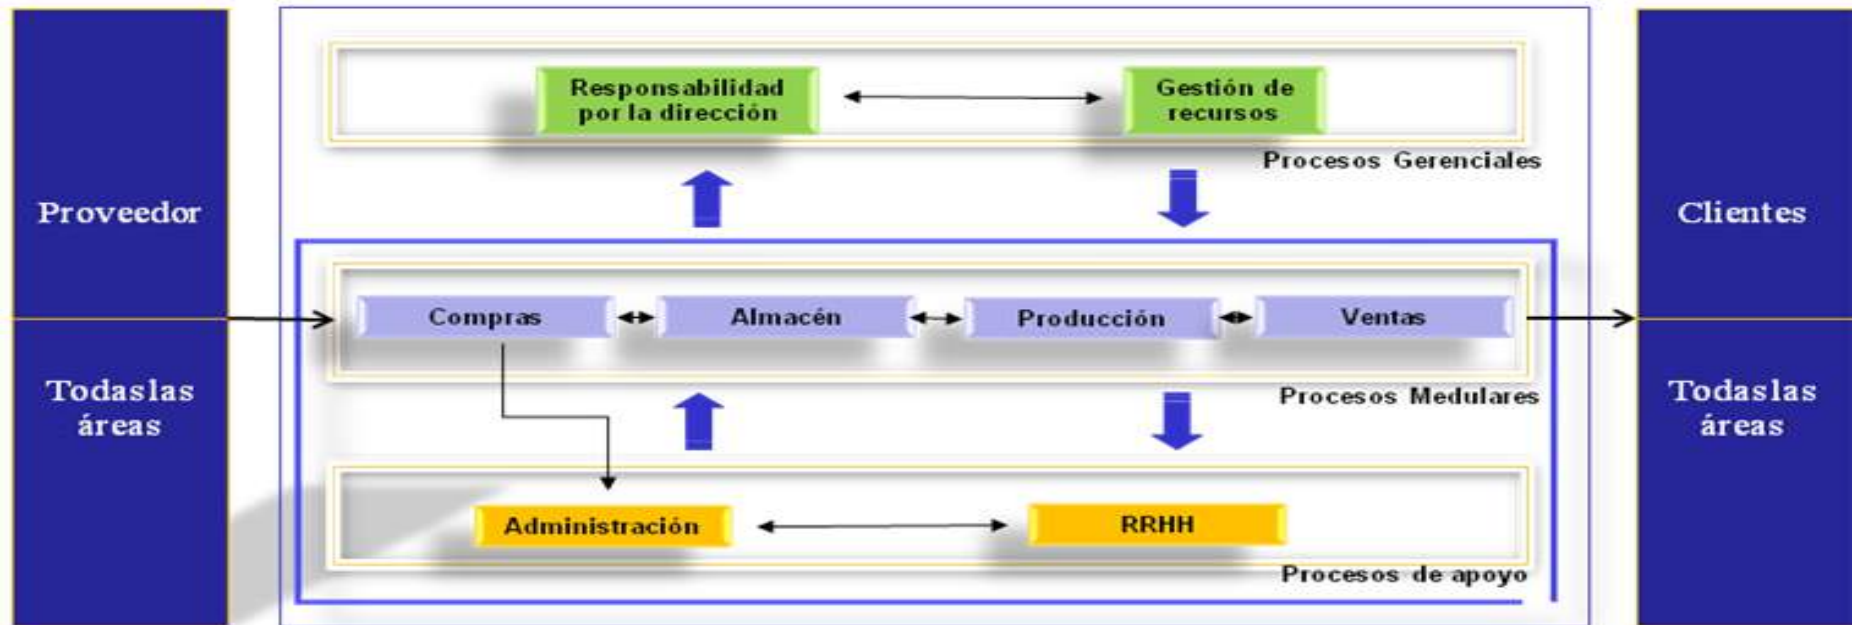 Proveedor
Todaslas
áreas
Responsabilidad
por la dirección
Gestión de
recursos
Procesos Gerenciales
Compras
Almacén
Producción
Ventas
Procesos Medulares
Administración
RRHH
Procesos de apoyo
Clientes
Todaslas
áreas